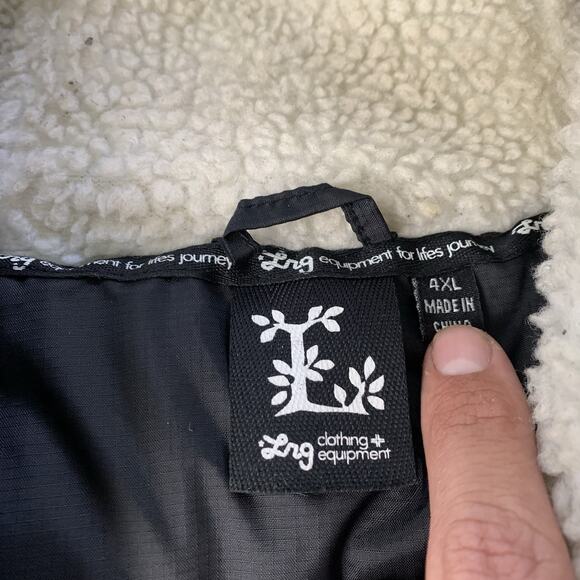 equipment for lifes journey
Lrg equipment for lifes journey
4XL
MADE IN
CHINA
Lrg clothing +
equipment